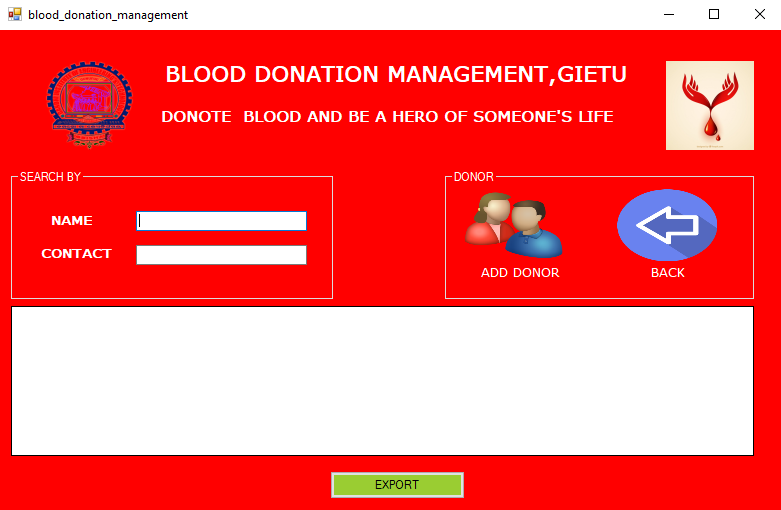 blood_donation_management
BLOOD DONATION MANAGEMENT,GIETU
DONOTE BLOOD AND BE A HERO OF SOMEONE'S LIFE
SEARCH BY
NAME
CONTACT
DONOR
ADD DONOR
BACK
EXPORT